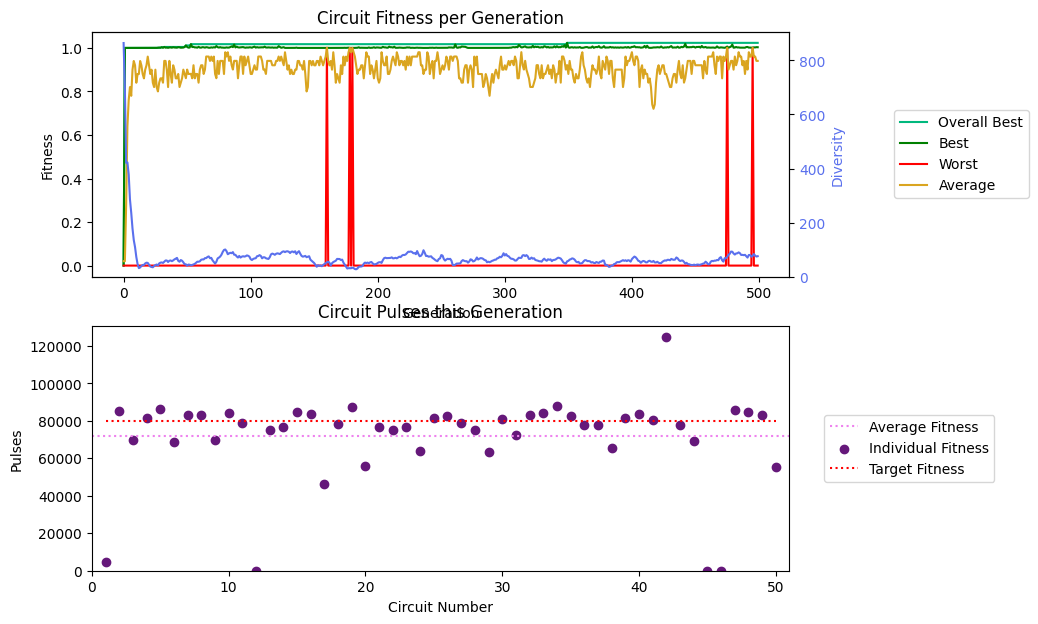 Circuit Fitness per Generation
1.0
0.8
0.6
0.4
0.2
0.0
Fitness
800
600
400
200
0
Diversity
0
100
200
300
400
500
Generation
Overall Best
Best
Worst
Average
Circuit Pulses this Generation
120000
100000
80000
60000
40000
20000
0
Pulses
0
10
20
30
40
50
Circuit Number
Average Fitness
Individual Fitness
Target Fitness